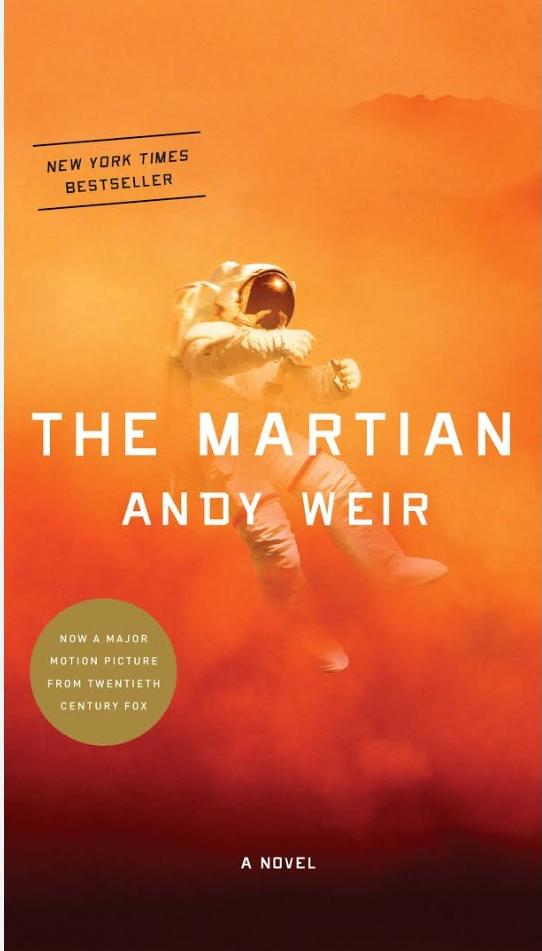 NEW YORK TIMES
BESTSELLER
THE MARTIAN
ANDY WEIR
NOW A MAJOR
MOTION PICTURE
FROM TWENTIETH
CENTURY FOX
A NOVEL